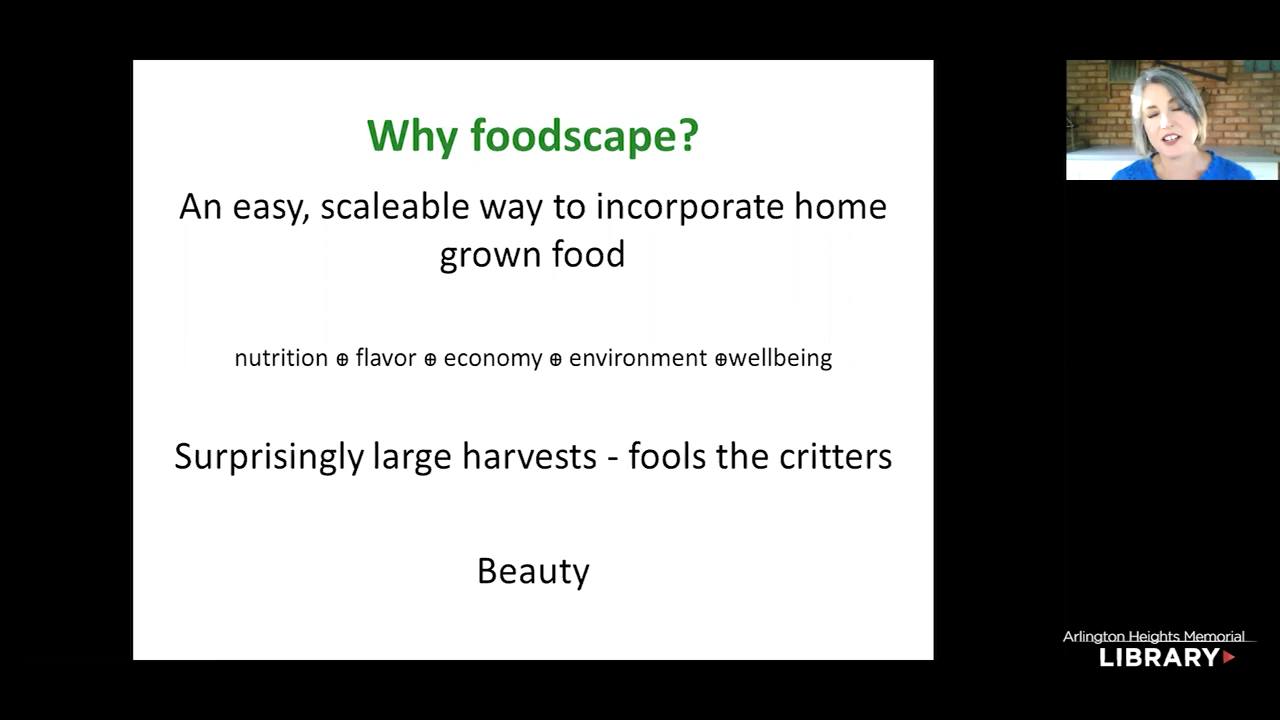 Why foodscape?
An easy, scaleable way to incorporate home
grown food
nutrition ⊕ flavor ⊕ economy ⊕ environment ⊕wellbeing
Surprisingly large harvests - fools the critters
Beauty
Arlington Heights Memorial
LIBRARY